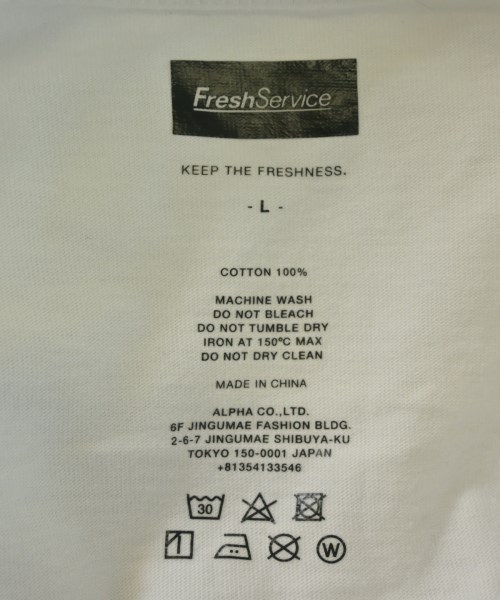 FreshService
KEEP THE FRESHNESS.
- L -
COTTON 100%
MACHINE WASH
DO NOT BLEACH
DO NOT TUMBLE DRY
IRON AT 150ºC MAX
DO NOT DRY CLEAN
MADE IN CHINA
ALPHA CO.,LTD.
6F JINGUMAE FASHION BLDG.
2-6-7 JINGUMAE SHIBUYA-KU
TOKYO 150-0001 JAPAN
+81354133546
30
W